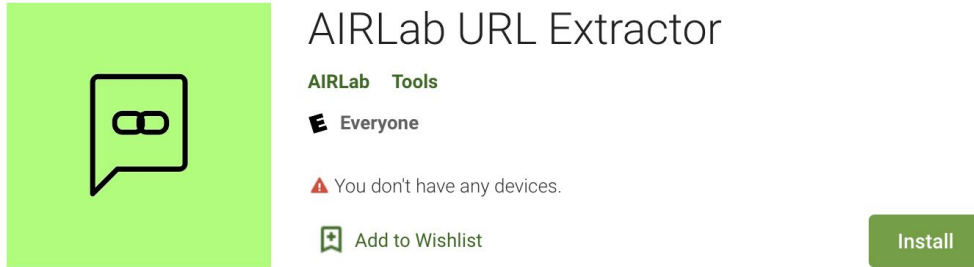 AIRLab URL Extractor
AIRLab Tools
E Everyone
You don't have any devices.
Add to Wishlist
Install